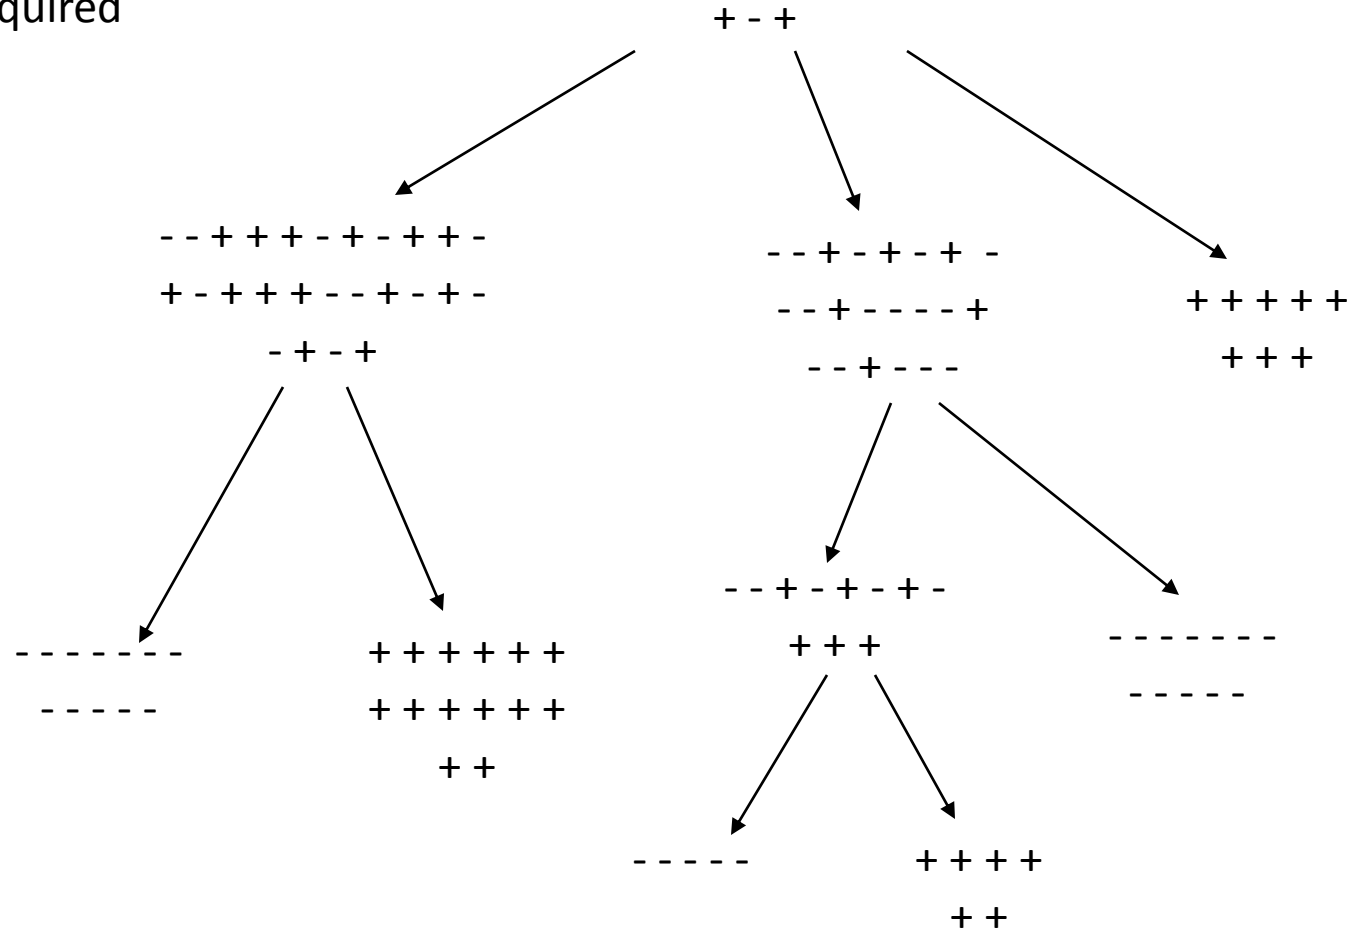 quired
+ - +
- - + + + - + - + + -
+ - + + + - - + - + -
- + - +
- - + - + - + -
- - + - - - - +
- - + - - -
+ + + + +
+ + +
- - - - - - -
- - - - -
+ + + + + +
+ + + + + +
+ +
- - + - + - + -
+ + +
- - - - - - -
- - - - -
- - - - -
+ + + +
+ +